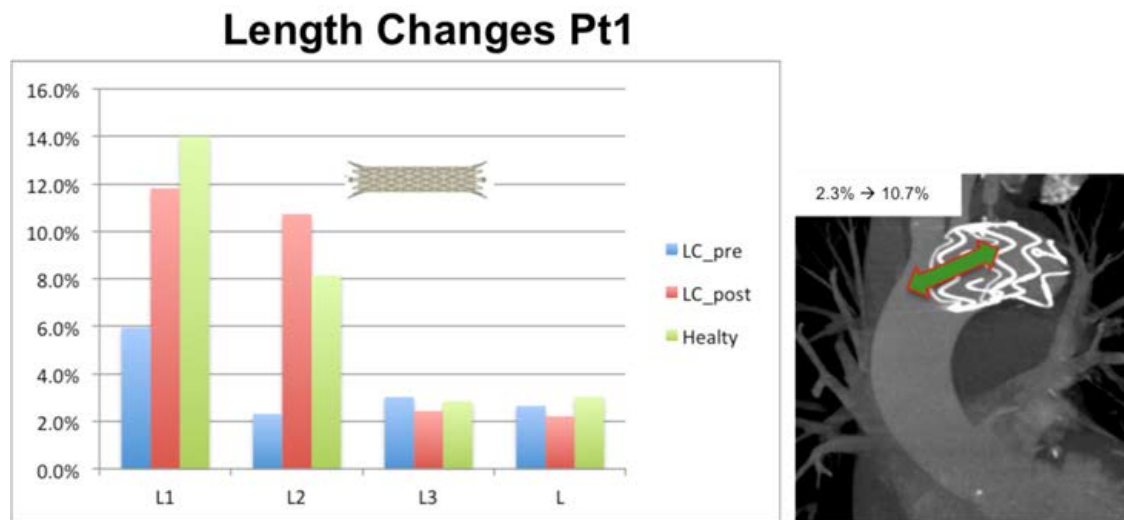 Length Changes Pt1
16.0%
14.0%
12.0%
10.0%
8.0%
6.0%
4.0%
2.0%
0.0%
L1 L2 L3 L
LC_pre
LC_post
Healty
2.3% → 10.7%